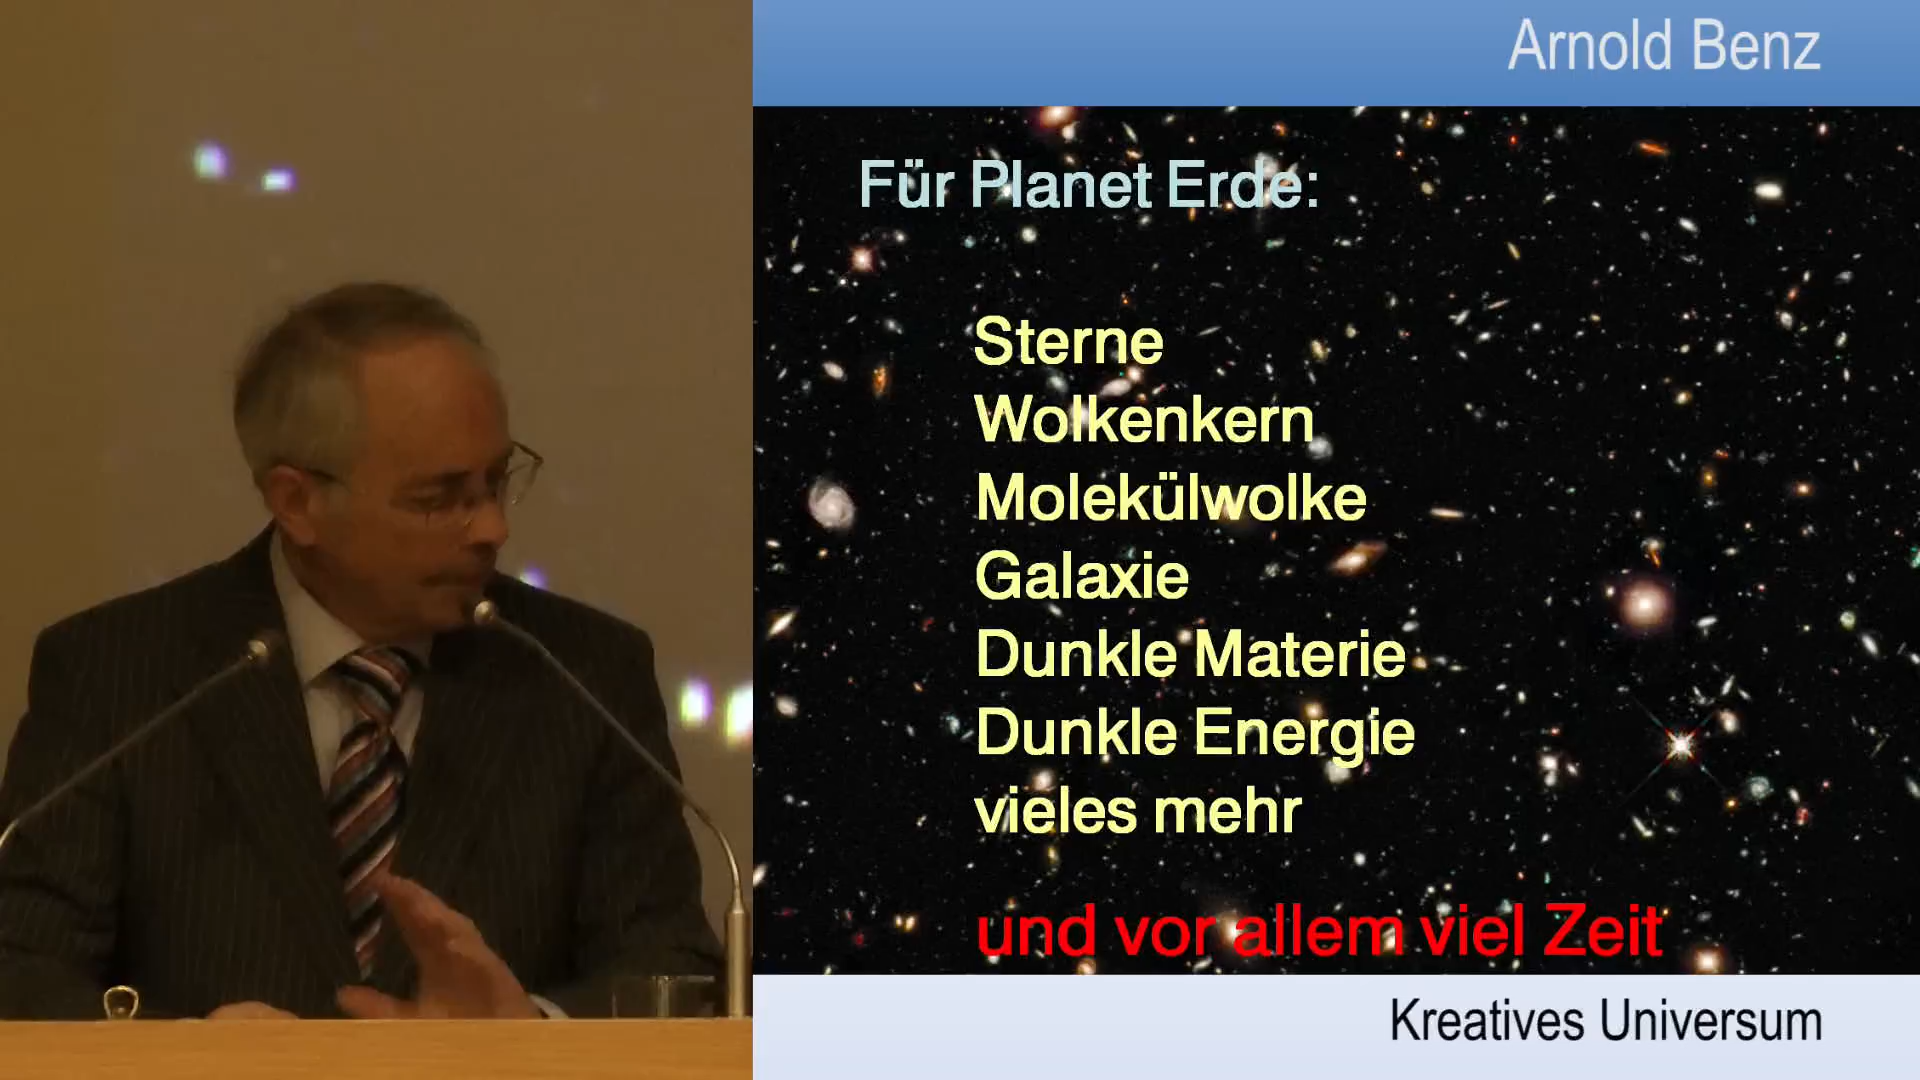 Arnold Benz
Für Planet Erde:
Sterne
Wolkenkern
Molekülwolke
Galaxie
Dunkle Materie
Dunkle Energie
vieles mehr
und vor allem viel Zeit
Kreatives Universum